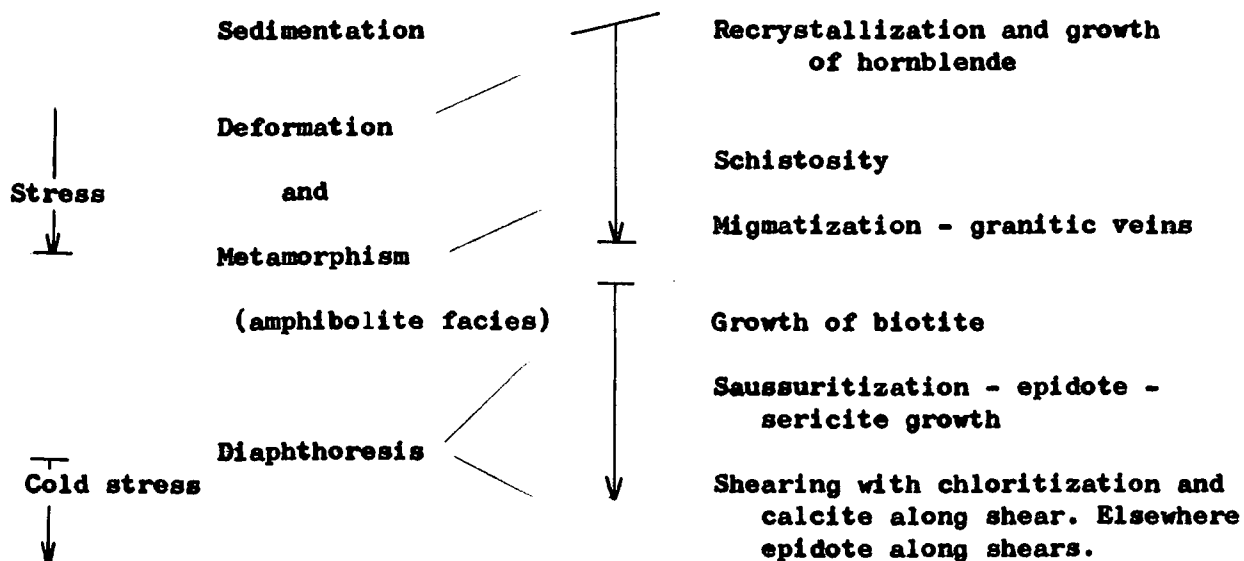 Sedimentation
Recrystallization and growth
of hornblende
Deformation
Schistosity
Stress
and
Migmatization - granitic veins
Metamorphism
(amphibolite facies)
Growth of biotite
Saussuritization - epidote -
sericite growth
Diaphthoresis
Cold stress
Shearing with chloritization and
calcite along shear. Elsewhere
epidote along shears.